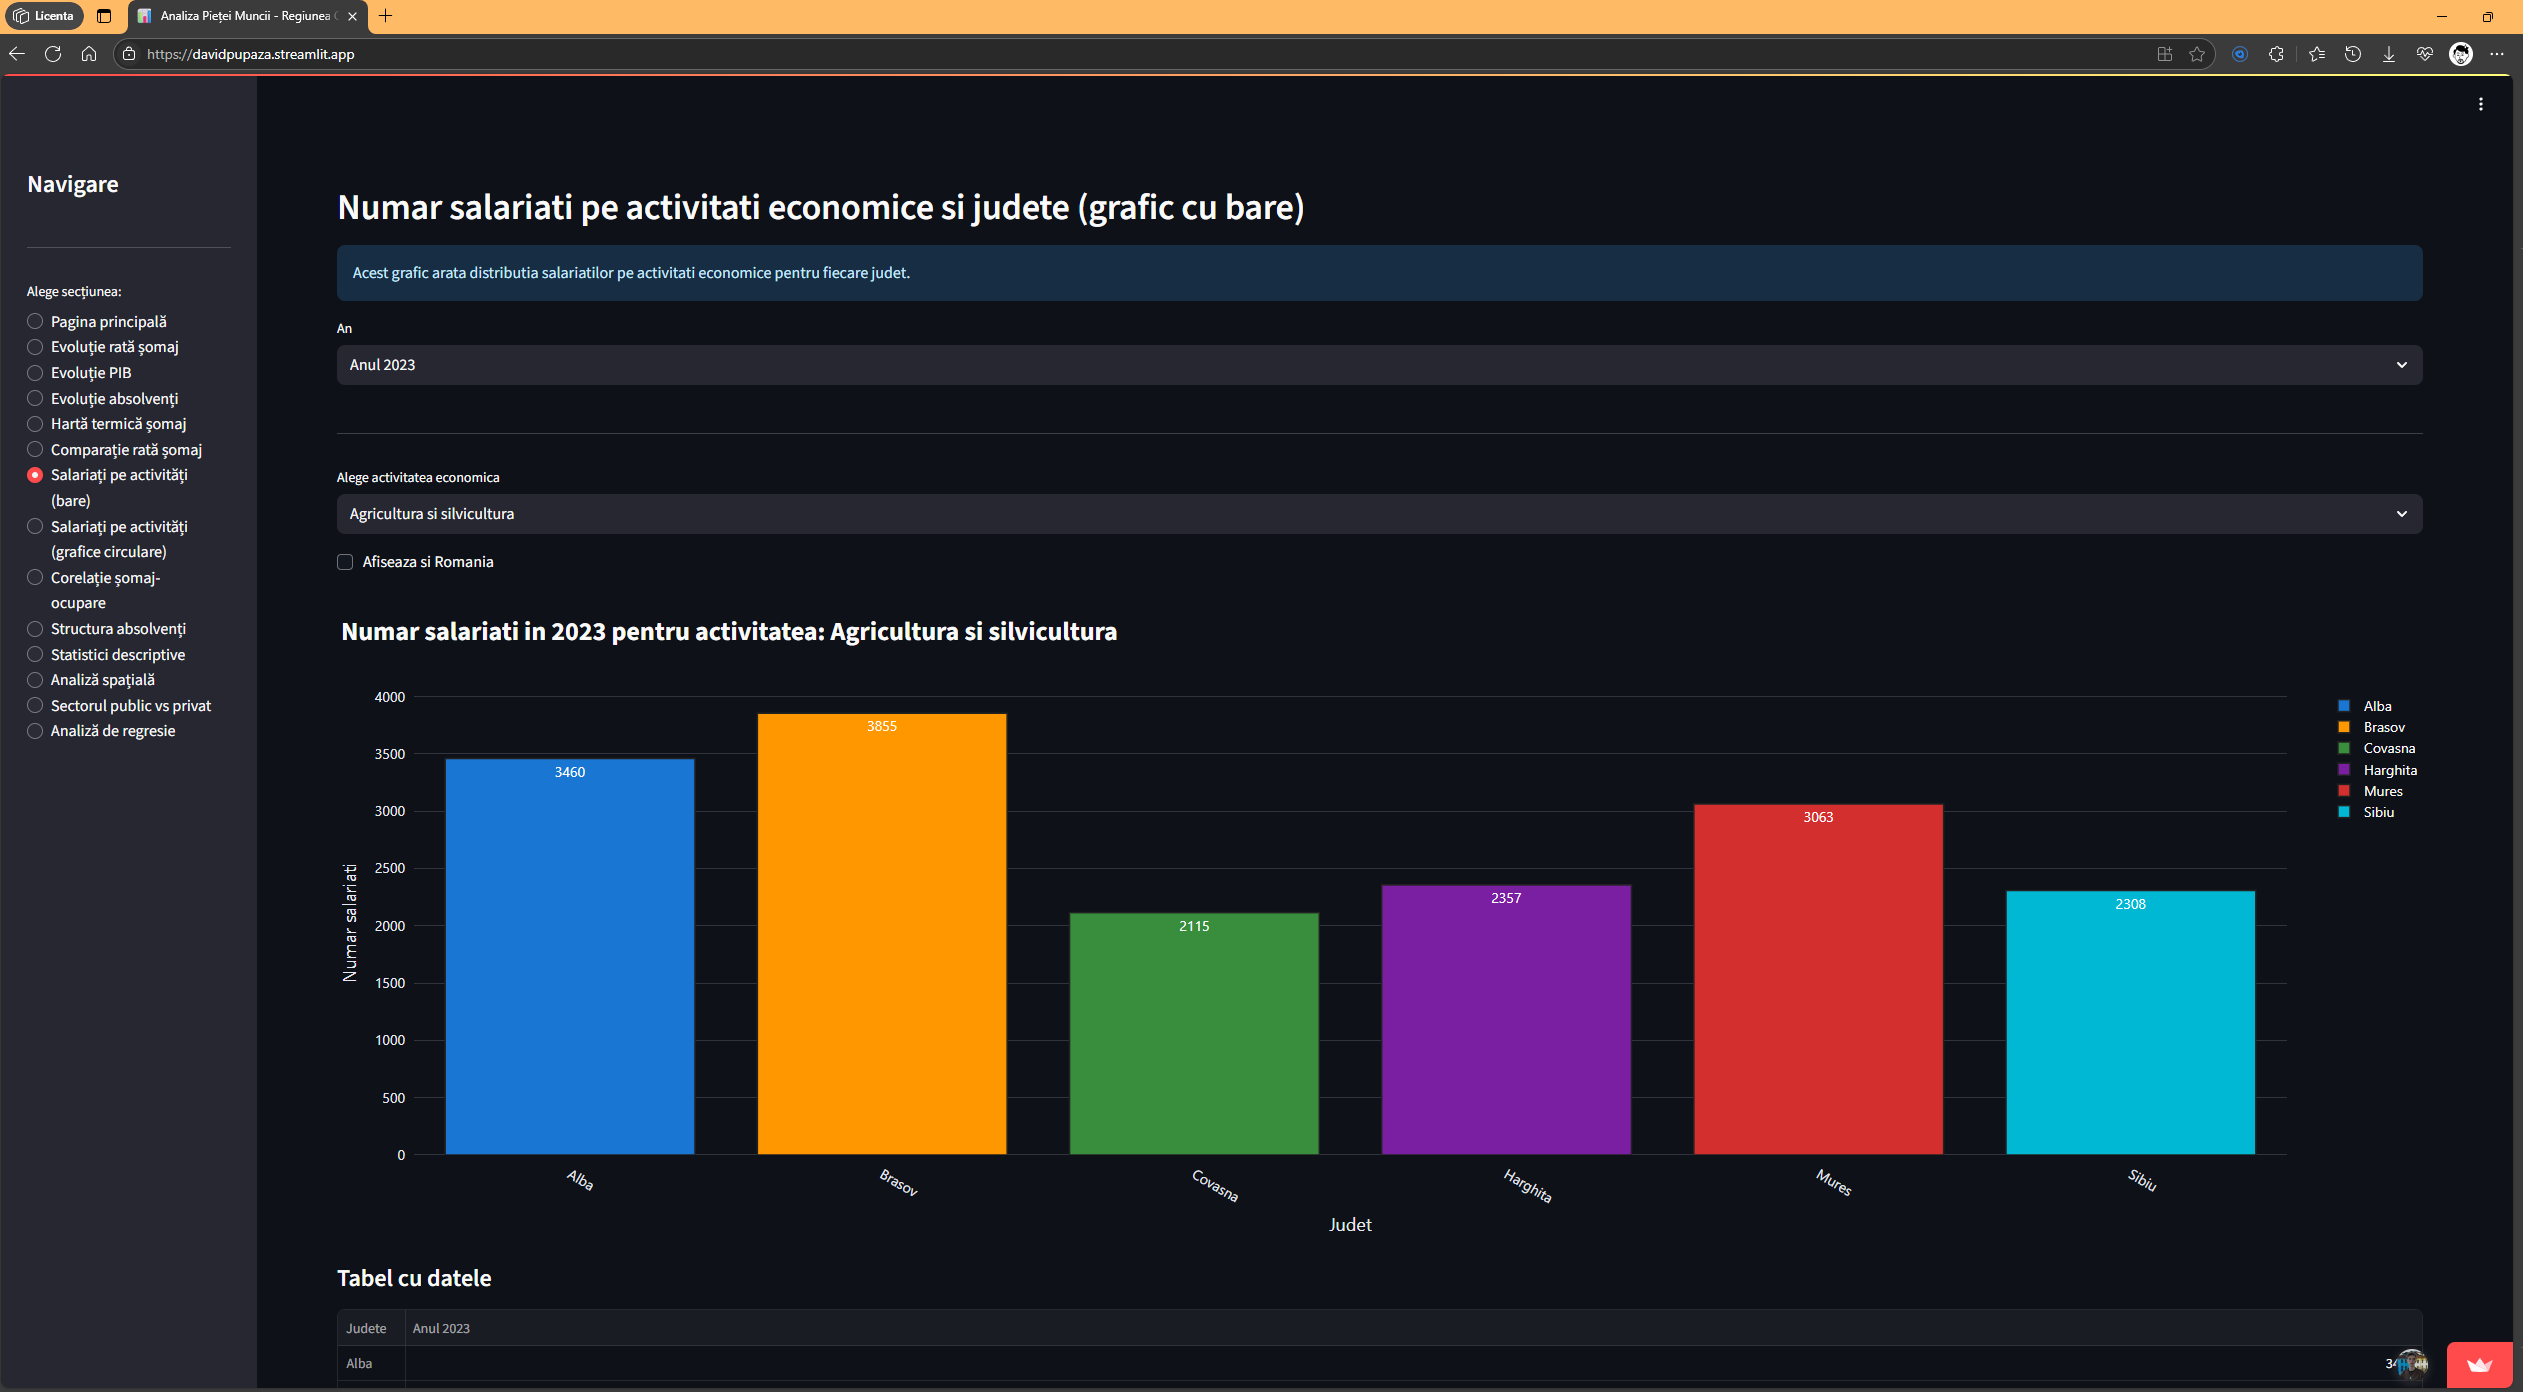 Licenta
Analiza Pieței Muncii - Regiunea
https://davidpupaza.streamlit.app
Navigare
Alege secțiunea:
Pagina principală
Evoluție rată șomaj
Evoluție PIB
Evoluție absolvenți
Hartă termică șomaj
Comparație rată șomaj
Salariați pe activități
(bare)
Salariați pe activități
(grafice circulare)
Corelație șomaj-
ocupare
Structura absolvenți
Statistici descriptive
Analiză spațială
Sectorul public vs privat
Analiză de regresie
Numar salariati pe activitati economice si judete (grafic cu bare)
Acest grafic arata distributia salariatilor pe activitati economice pentru fiecare judet.
An
Anul 2023
Alege activitatea economica
Agricultura si silvicultura
Afiseaza si Romania
Numar salariati in 2023 pentru activitatea: Agricultura si silvicultura
Numar salariati
4000
3500
3000
2500
2000
1500
1000
500
0
3460
3855
2115
2357
3063
2308
Alba
Brasov
Covasna
Harghita
Mures
Sibiu
Judet
Alba
Brasov
Covasna
Harghita
Mures
Sibiu
Tabel cu datele
Judete Anul 2023
Alba